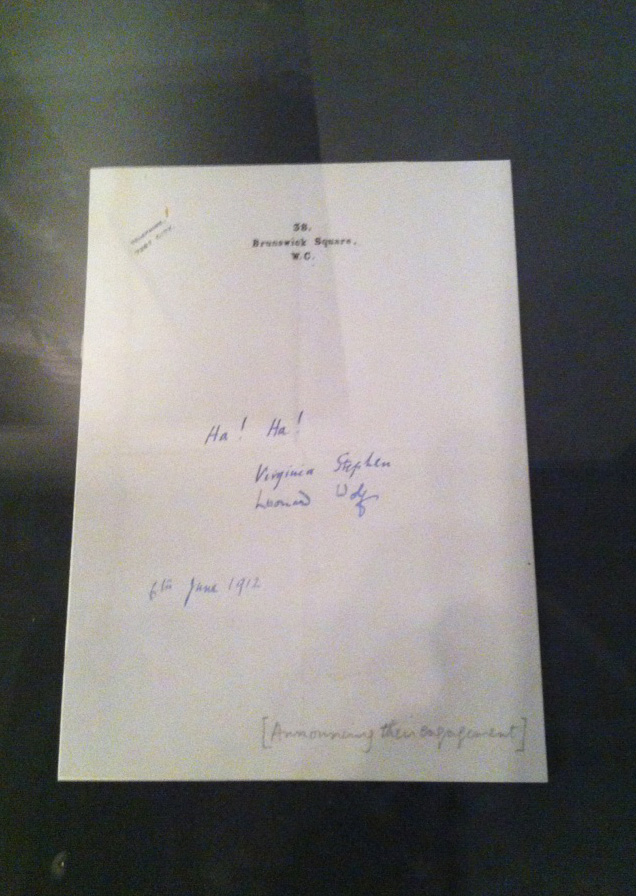 38.
Brunswick Square.
W.C.
Ha! Ha!
Virginia Stephen
Leonard Woolf
6th June 1912
[Announcing their engagement]